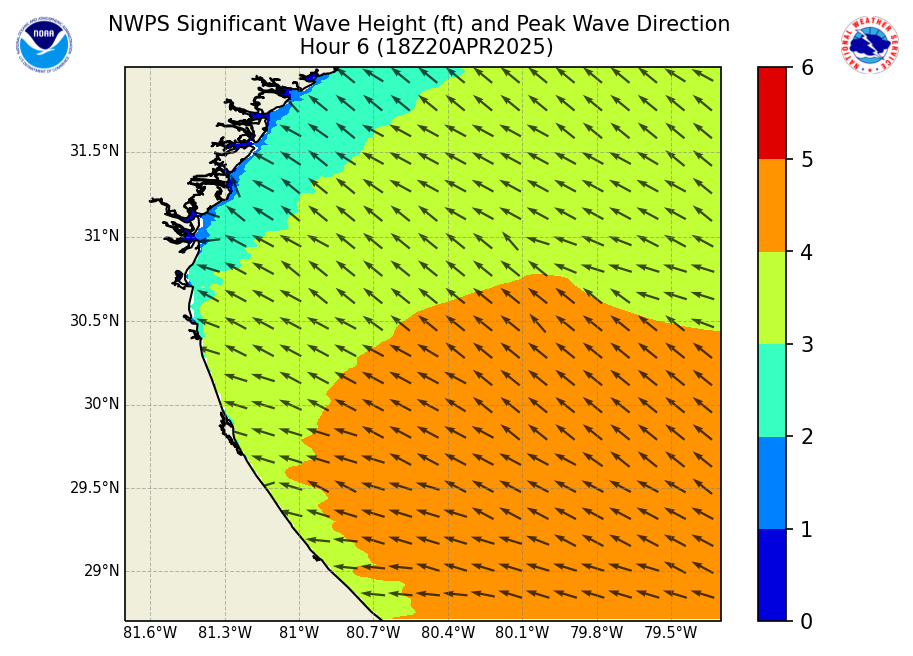 NWPS Significant Wave Height (ft) and Peak Wave Direction
Hour 6 (18Z20APR2025)
NOAA
NATIONAL WEATHER SERVICE
31.5°N
31°N
30.5°N
30°N
29.5°N
29°N
81.6°W 81.3°W 81°W 80.7°W 80.4°W 80.1°W 79.8°W 79.5°W
6
5
4
3
2
1
0